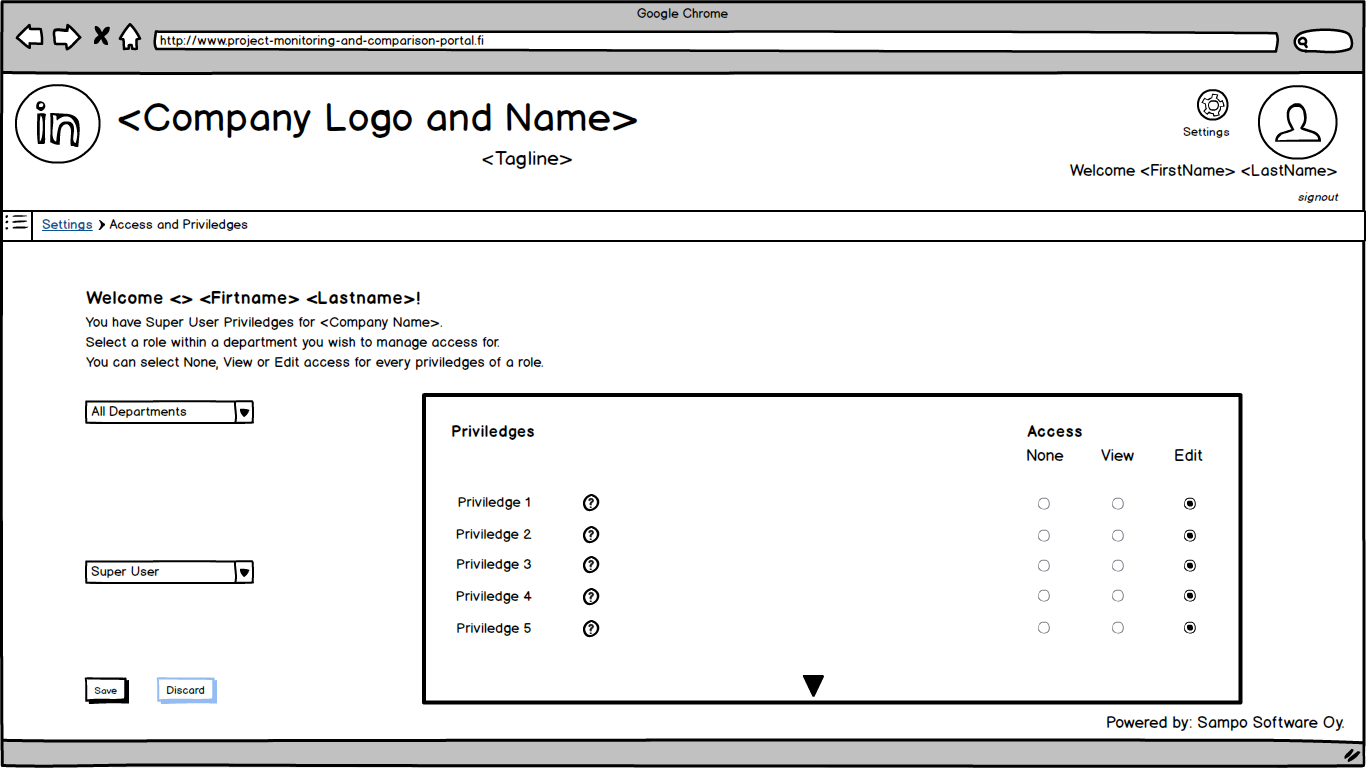 Google Chrome
http://www.project-monitoring-and-comparison-portal.fi
in
<Company Logo and Name>
<Tagline>
Settings
Welcome <FirstName> <LastName>
signout
Settings > Access and Priviledges
Welcome <> <Firtname> <Lastname>!
You have Super User Priviledges for <Company Name>.
Select a role within a department you wish to manage access for.
You can select None, View or Edit access for every priviledges of a role.
All Departments
Super User
Save Discard
Priviledges Access
None View Edit
Priviledge 1 ?
Priviledge 2 ?
Priviledge 3 ?
Priviledge 4 ?
Priviledge 5 ?
Powered by: Sampo Software Oy.